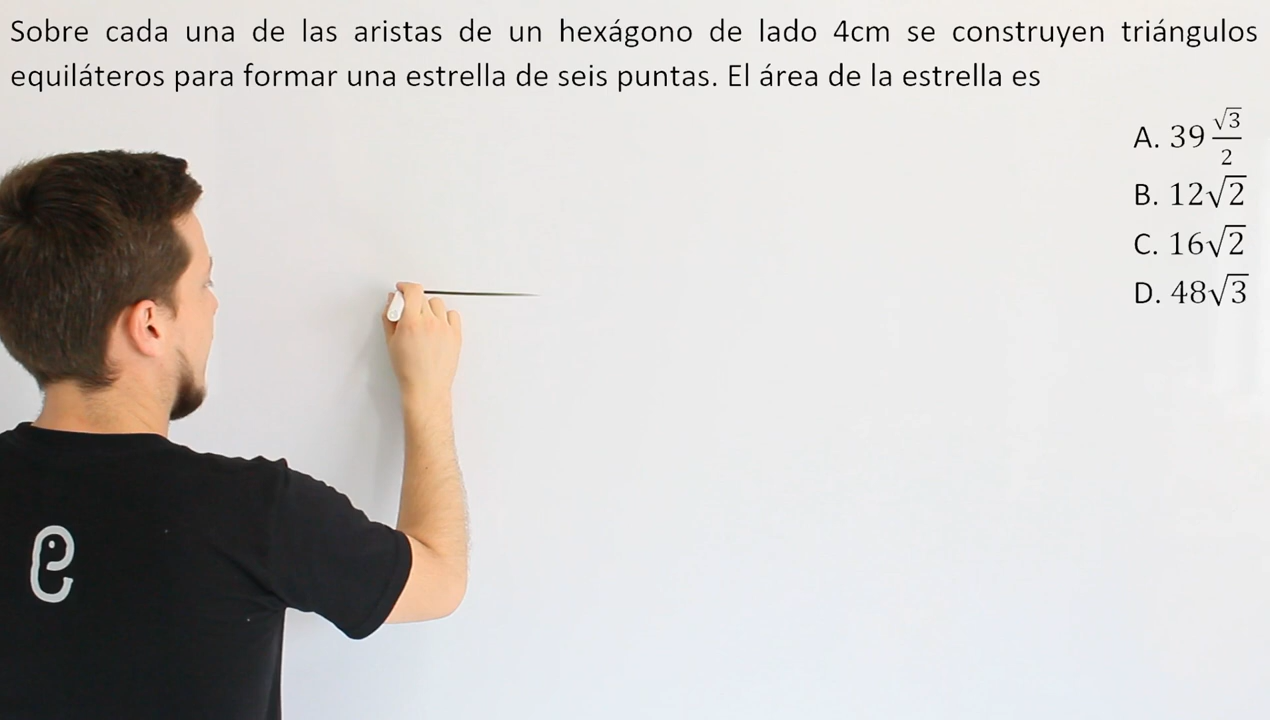 Sobre cada una de las aristas de un hexágono de lado 4cm se construyen triángulos
equiláteros para formar una estrella de seis puntas. El área de la estrella es
A. 39 √3/2
B. 12√2
C. 16√2
D. 48√3
e